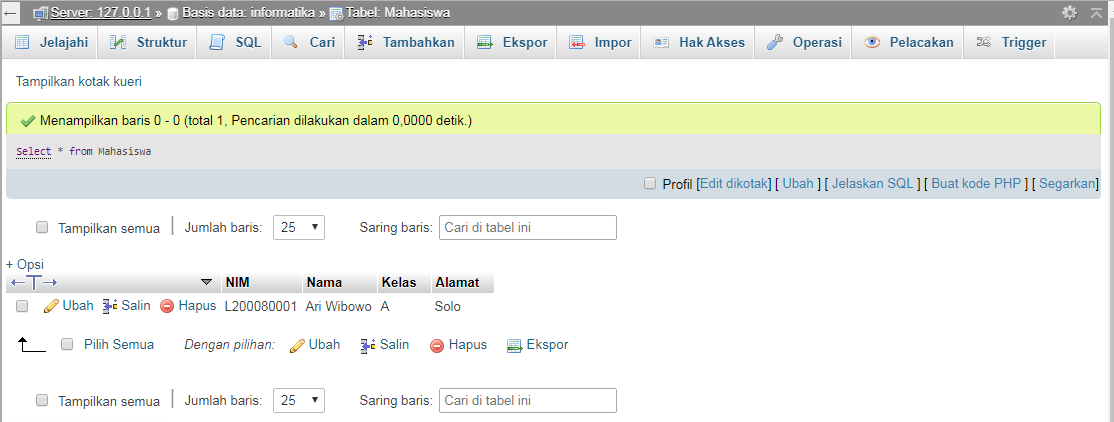 Server: 127.0.0.1 » Basis data: informatika » Tabel: Mahasiswa
Jelajahi Struktur SQL Cari Tambahkan Ekspor Impor Hak Akses Operasi Pelacakan Trigger
Tampilkan kotak kueri
Menampilkan baris 0 - 0 (total 1, Pencarian dilakukan dalam 0,0000 detik.)
Select * from Mahasiswa
Profil [Edit dikotak] [ Ubah ] [ Jelaskan SQL ] [ Buat kode PHP ] [ Segarkan]
Tampilkan semua | Jumlah baris: 25 Saring baris: Cari di tabel ini
+ Opsi
NIM Nama Kelas Alamat
Ubah Salin Hapus L200080001 Ari Wibowo A Solo
Pilih Semua Dengan pilihan: Ubah Salin Hapus Ekspor
Tampilkan semua | Jumlah baris: 25 Saring baris: Cari di tabel ini